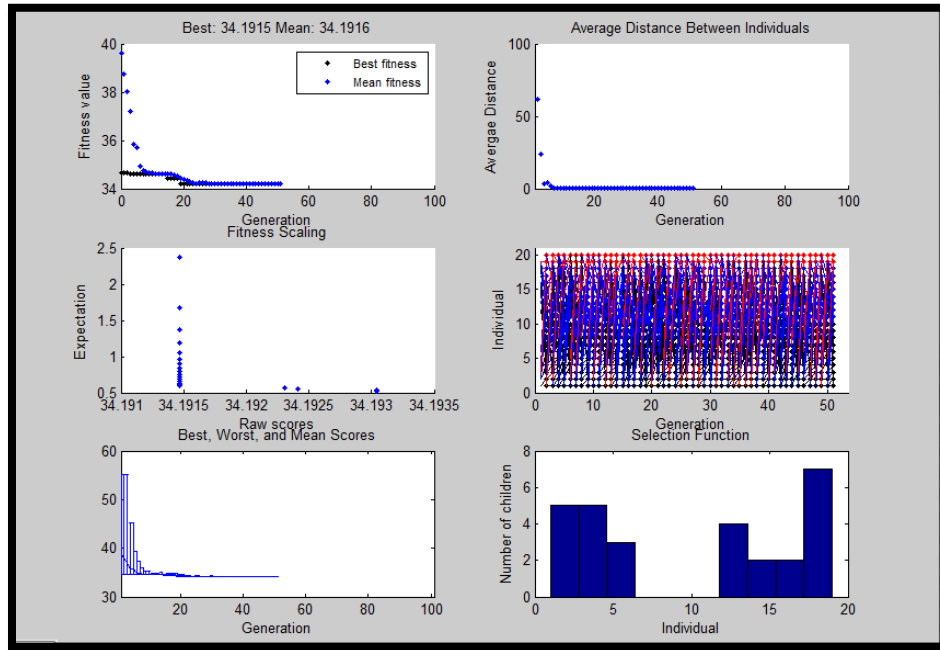 Best: 34.1915 Mean: 34.1916
Fitness value
40
38
36
34
0 20 40 60 80 100
Generation
Best fitness
Mean fitness
Average Distance Between Individuals
Avergae Distance
100
50
0
20 40 60 80 100
Generation
Fitness Scaling
Expectation
2.5
2
1.5
1
0.5
34.191 34.1915 34.192 34.1925 34.193 34.1935
Raw scores
Individual
20
15
10
5
0
0 10 20 30 40 50
Generation
Best, Worst, and Mean Scores
60
50
40
30
20 40 60 80 100
Generation
Selection Function
Number of children
8
6
4
2
0
0 5 10 15 20
Individual